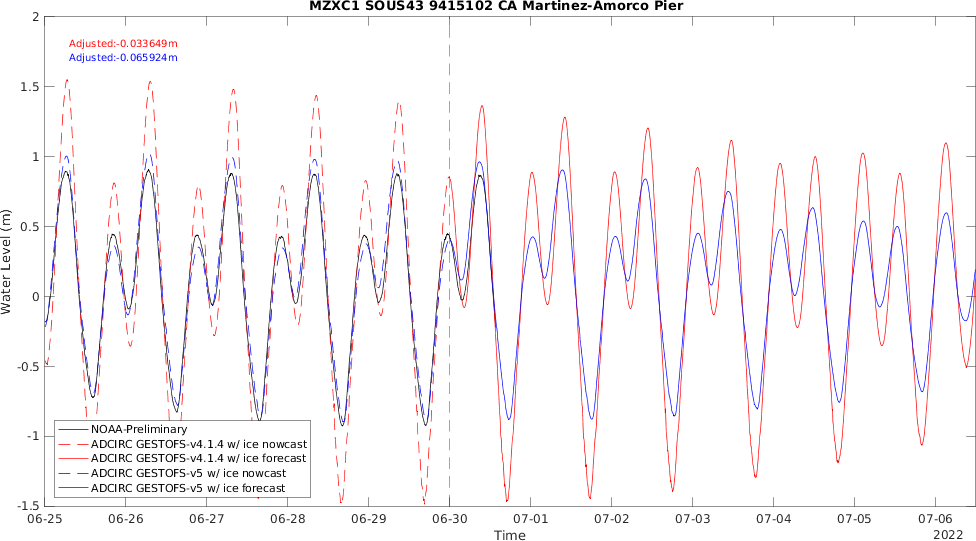 MZXC1 SOUS43 9415102 CA Martinez-Amorco Pier
Adjusted:-0.033649m
Adjusted:-0.065924m
2
1.5
1
0.5
0
-0.5
-1
-1.5
Water Level (m)
NOAA-Preliminary
ADCIRC GESTOFS-v4.1.4 w/ ice nowcast
ADCIRC GESTOFS-v4.1.4 w/ ice forecast
ADCIRC GESTOFS-v5 w/ ice nowcast
ADCIRC GESTOFS-v5 w/ ice forecast
06-25 06-26 06-27 06-28 06-29 06-30 07-01 07-02 07-03 07-04 07-05 07-06
Time
2022